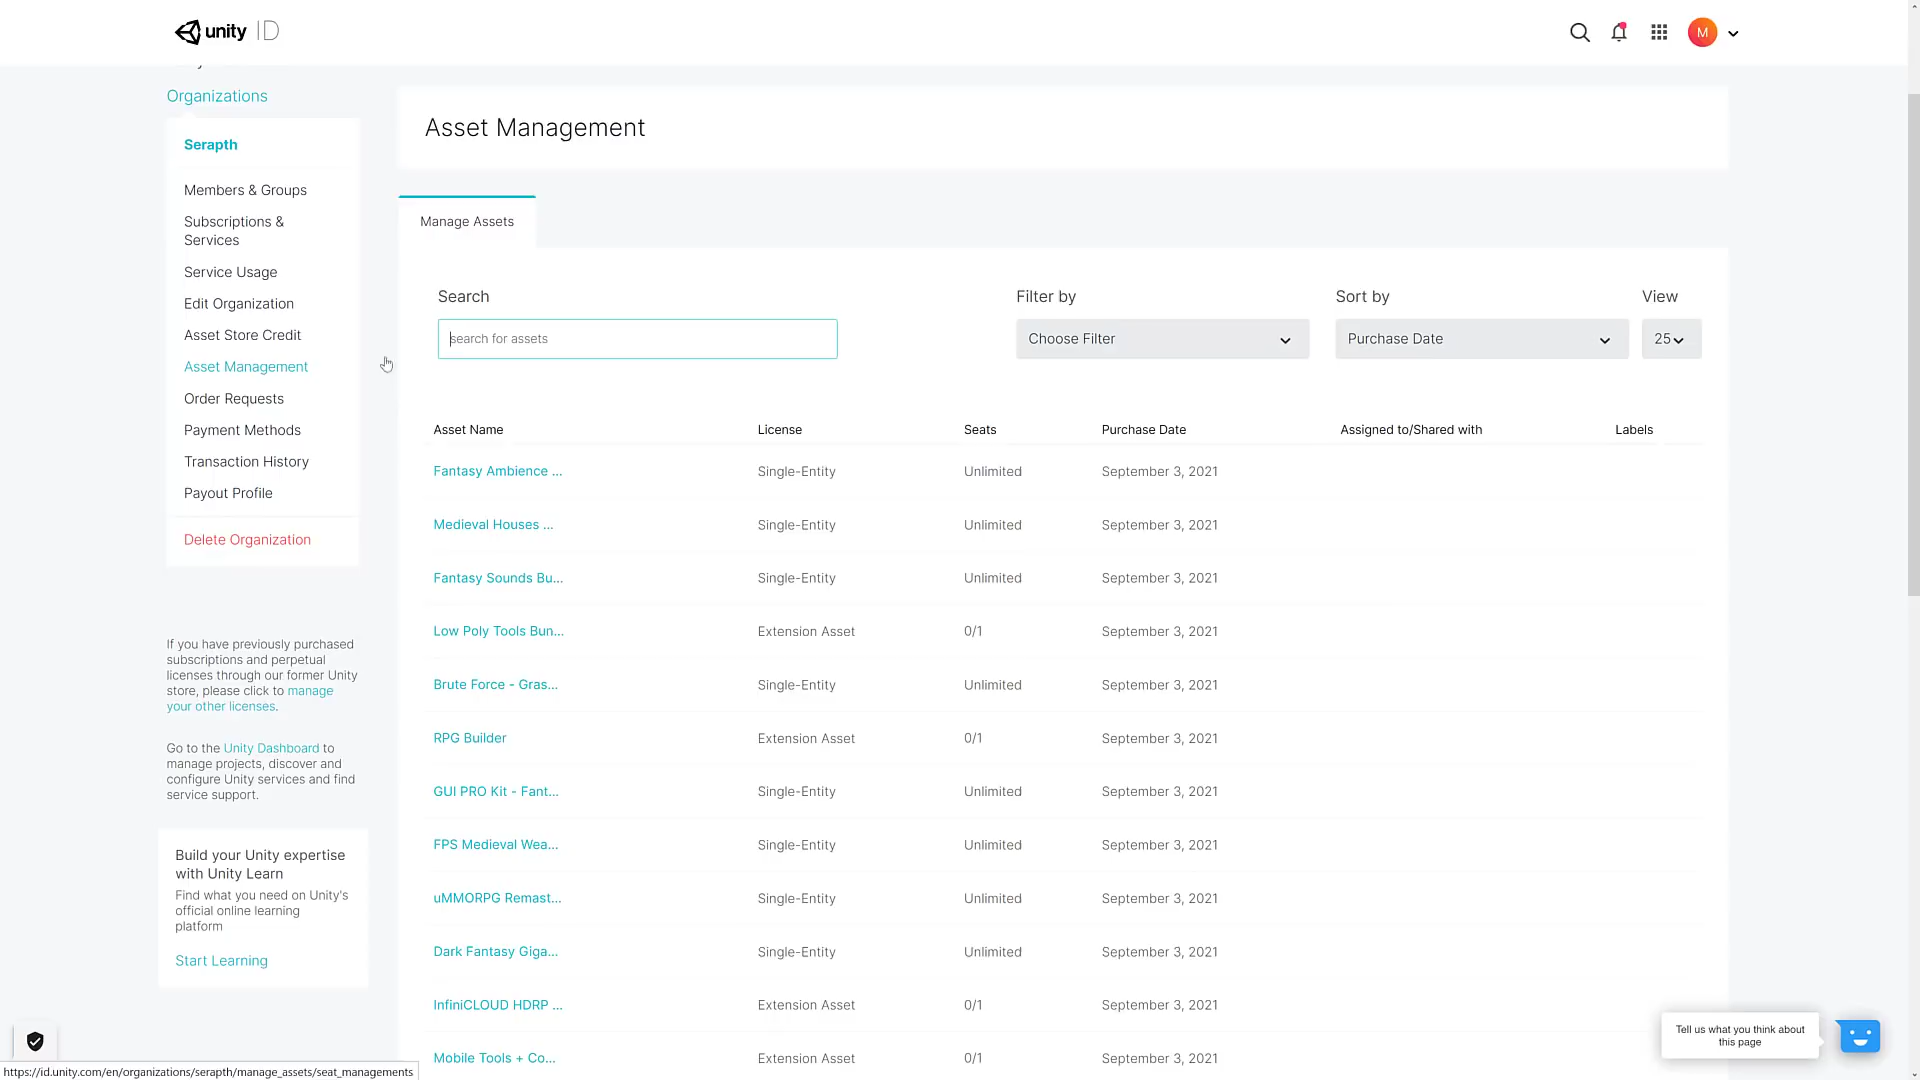 unity ID
M
Organizations
Serapth
Members & Groups
Subscriptions &
Services
Service Usage
Edit Organization
Asset Store Credit
Asset Management
Order Requests
Payment Methods
Transaction History
Payout Profile
Delete Organization
If you have previously purchased
subscriptions and perpetual
licenses through our former Unity
store, please click to manage
your other licenses.
Go to the Unity Dashboard to
manage projects, discover and
configure Unity services and find
service support.
Build your Unity expertise
with Unity Learn
Find what you need on Unity's
official online learning
platform
Start Learning
Asset Management
Manage Assets
Search
Filter by
Sort by
View
search for assets
Choose Filter
Purchase Date
25
Asset Name License Seats Purchase Date Assigned to/Shared with Labels
Fantasy Ambience ... Single-Entity Unlimited September 3, 2021
Medieval Houses ... Single-Entity Unlimited September 3, 2021
Fantasy Sounds Bu... Single-Entity Unlimited September 3, 2021
Low Poly Tools Bun... Extension Asset 0/1 September 3, 2021
Brute Force - Gras... Single-Entity Unlimited September 3, 2021
RPG Builder Extension Asset 0/1 September 3, 2021
GUI PRO Kit - Fant... Single-Entity Unlimited September 3, 2021
FPS Medieval Wea... Single-Entity Unlimited September 3, 2021
uMMORPG Remast... Single-Entity Unlimited September 3, 2021
Dark Fantasy Giga... Single-Entity Unlimited September 3, 2021
InfiniCLOUD HDRP ... Extension Asset 0/1 September 3, 2021
Mobile Tools + Co... Extension Asset 0/1 September 3, 2021
Tell us what you think about
this page
https://id.unity.com/en/organizations/serapth/manage_assets/seat_managements